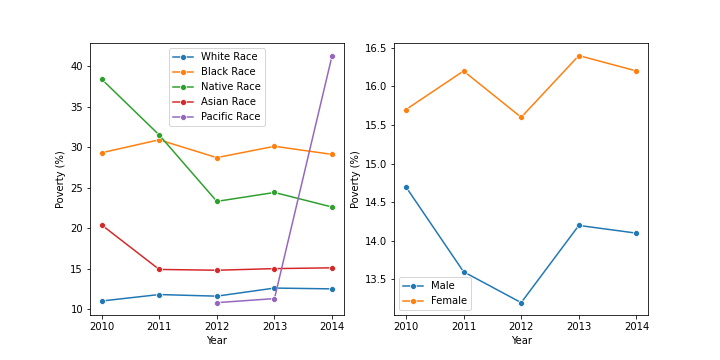 Poverty (%)
40
35
30
25
20
15
10
2010 2011 2012 2013 2014
Year
White Race
Black Race
Native Race
Asian Race
Pacific Race
Poverty (%)
16.5
16.0
15.5
15.0
14.5
14.0
13.5
2010 2011 2012 2013 2014
Year
Male
Female